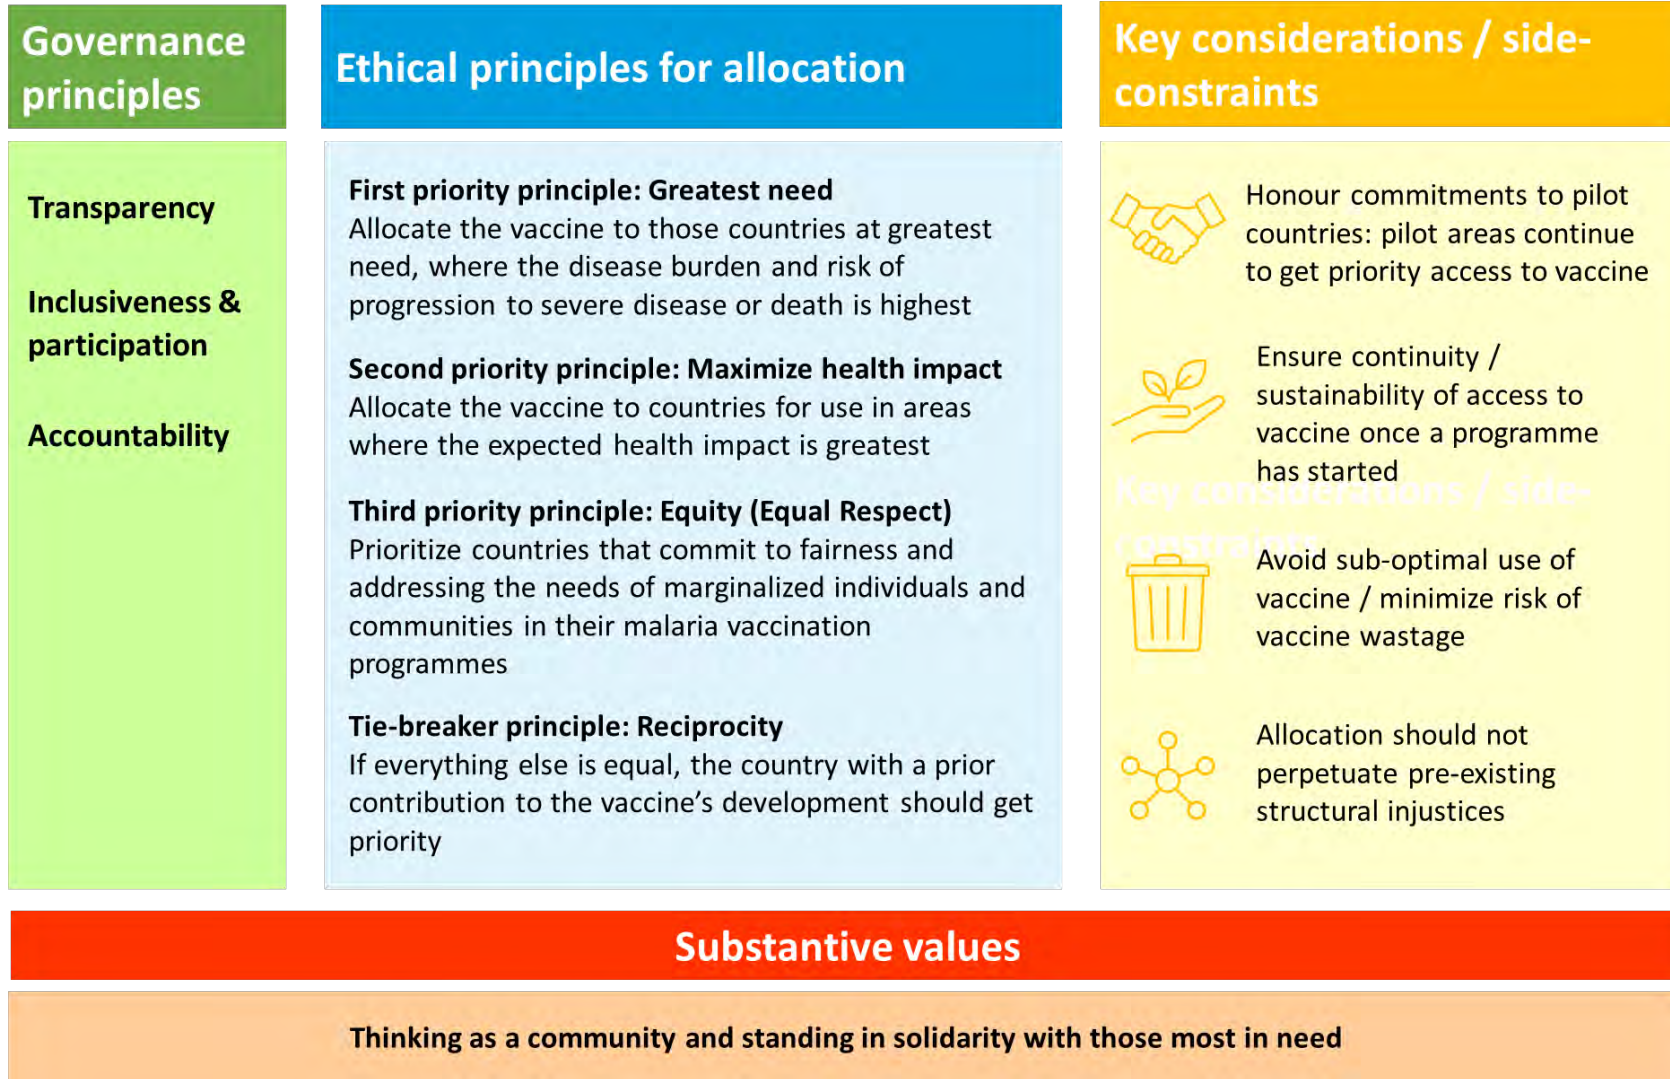 Governance
principles
Ethical principles for allocation
Key considerations / side-
constraints
Transparency
Inclusiveness &
participation
Accountability
First priority principle: Greatest need
Allocate the vaccine to those countries at greatest
need, where the disease burden and risk of
progression to severe disease or death is highest
Second priority principle: Maximize health impact
Allocate the vaccine to countries for use in areas
where the expected health impact is greatest
Third priority principle: Equity (Equal Respect)
Prioritize countries that commit to fairness and
addressing the needs of marginalized individuals and
communities in their malaria vaccination
programmes
Tie-breaker principle: Reciprocity
If everything else is equal, the country with a prior
contribution to the vaccine’s development should get
priority
Honour commitments to pilot
countries: pilot areas continue
to get priority access to vaccine
Ensure continuity /
sustainability of access to
vaccine once a programme
has started
Key considerations / side-
constraints
Avoid sub-optimal use of
vaccine / minimize risk of
vaccine wastage
Allocation should not
perpetuate pre-existing
structural injustices
Substantive values
Thinking as a community and standing in solidarity with those most in need